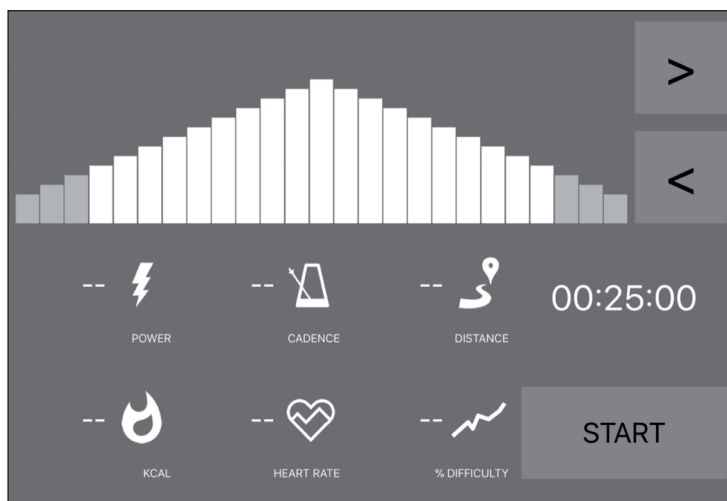 >
<
-- -- -- 00:25:00
POWER CADENCE DISTANCE
-- -- -- START
KCAL HEART RATE % DIFFICULTY